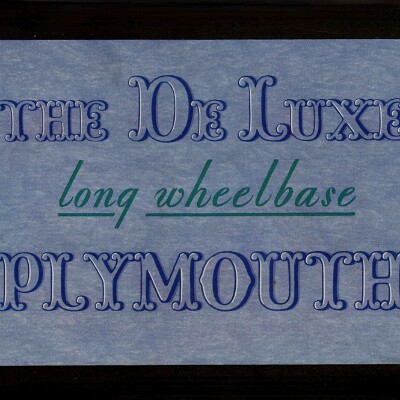 THE DE LUXE
long wheelbase
PLYMOUTH